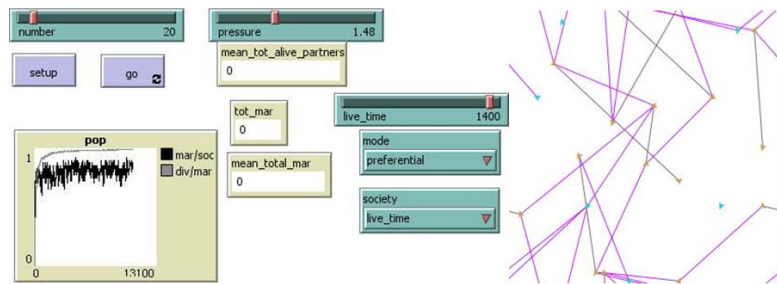 number 20
pressure 1.48
mean_tot_alive_partners
0
setup
go
tot_mar
0
live_time 1400
mode
preferential
pop
1
mar/soc
div/mar
0
0 13100
mean_total_mar
0
society
live_time